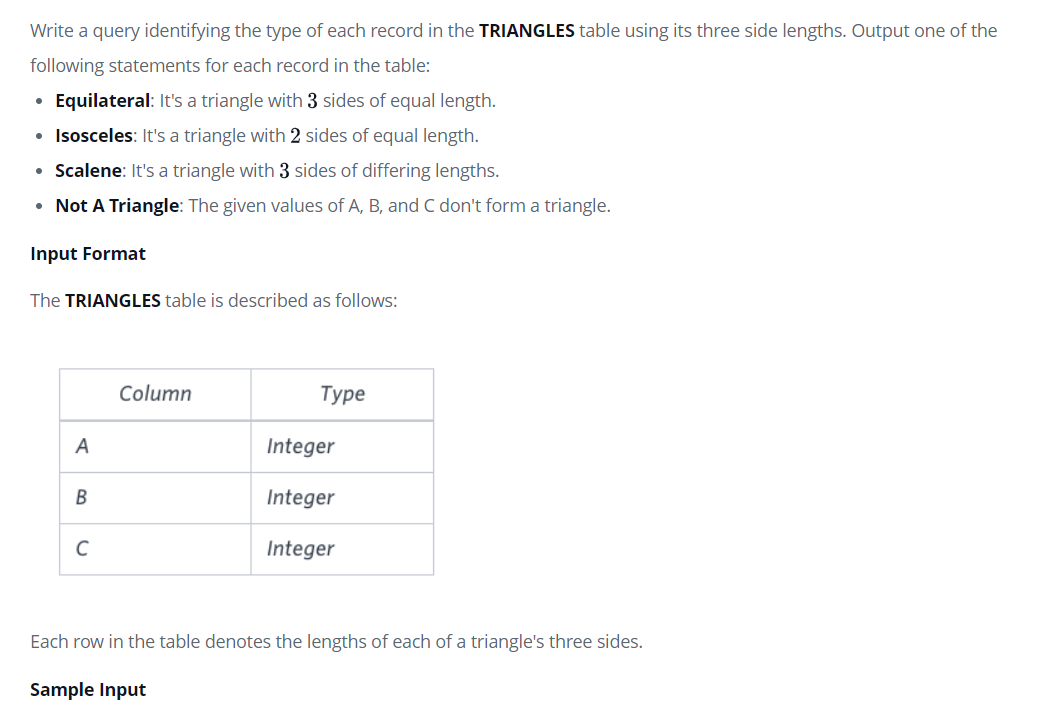 Write a query identifying the type of each record in the TRIANGLES table using its three side lengths. Output one of the
following statements for each record in the table:
• Equilateral: It's a triangle with 3 sides of equal length.
• Isosceles: It's a triangle with 2 sides of equal length.
• Scalene: It's a triangle with 3 sides of differing lengths.
• Not A Triangle: The given values of A, B, and C don't form a triangle.
Input Format
The TRIANGLES table is described as follows:
Column Type
A Integer
B Integer
C Integer
Each row in the table denotes the lengths of each of a triangle's three sides.
Sample Input